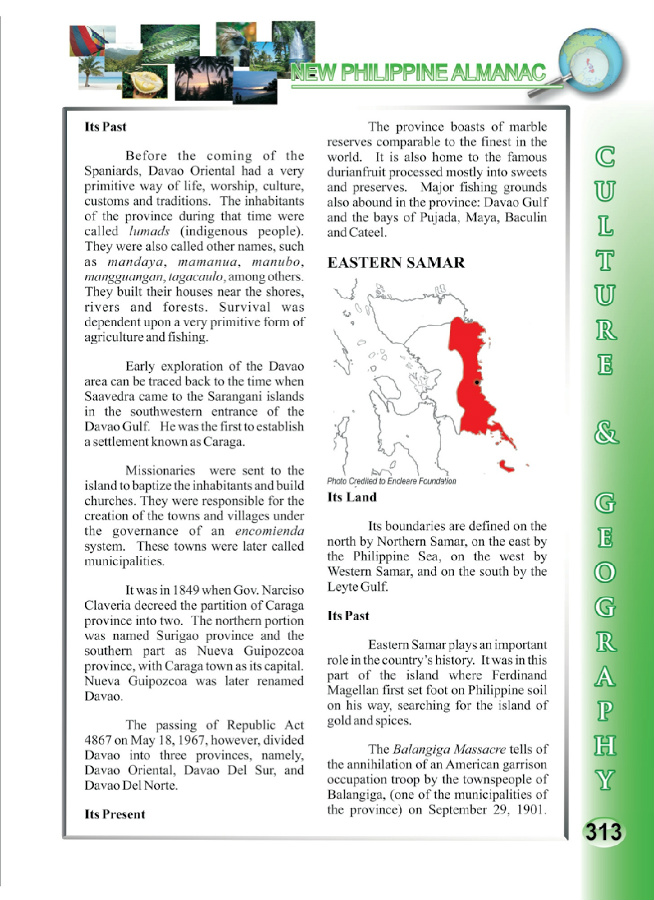 NEW PHILIPPINE ALMANAC
Its Past
Before the coming of the
Spaniards, Davao Oriental had a very
primitive way of life, worship, culture,
customs and traditions. The inhabitants
of the province during that time were
called lumads (indigenous people).
They were also called other names, such
as mandaya, mamanua, manubo,
mangguangan, tagacaulo, among others.
They built their houses near the shores,
rivers and forests. Survival was
dependent upon a very primitive form of
agriculture and fishing.
Early exploration of the Davao
area can be traced back to the time when
Saavedra came to the Sarangani islands
in the southwestern entrance of the
Davao Gulf. He was the first to establish
a settlement known as Caraga.
Missionaries were sent to the
island to baptize the inhabitants and build
churches. They were responsible for the
creation of the towns and villages under
the governance of an encomienda
system. These towns were later called
municipalities.
It was in 1849 when Gov. Narciso
Claveria decreed the partition of Caraga
province into two. The northern portion
was named Surigao province and the
southern part as Nueva Guipozcoa
province, with Caraga town as its capital.
Nueva Guipozcoa was later renamed
Davao.
The passing of Republic Act
4867 on May 18, 1967, however, divided
Davao into three provinces, namely,
Davao Oriental, Davao Del Sur, and
Davao Del Norte.
Its Present
The province boasts of marble
reserves comparable to the finest in the
world. It is also home to the famous
durianfruit processed mostly into sweets
and preserves. Major fishing grounds
also abound in the province: Davao Gulf
and the bays of Pujada, Maya, Baculin
and Cateel.
EASTERN SAMAR
Photo Credited to Endeare Foundation
Its Land
Its boundaries are defined on the
north by Northern Samar, on the east by
the Philippine Sea, on the west by
Western Samar, and on the south by the
Leyte Gulf.
Its Past
Eastern Samar plays an important
role in the country's history. It was in this
part of the island where Ferdinand
Magellan first set foot on Philippine soil
on his way, searching for the island of
gold and spices.
The Balangiga Massacre tells of
the annihilation of an American garrison
occupation troop by the townspeople of
Balangiga, (one of the municipalities of
the province) on September 29, 1901.
CULTURE & GEOGRAPHY
313